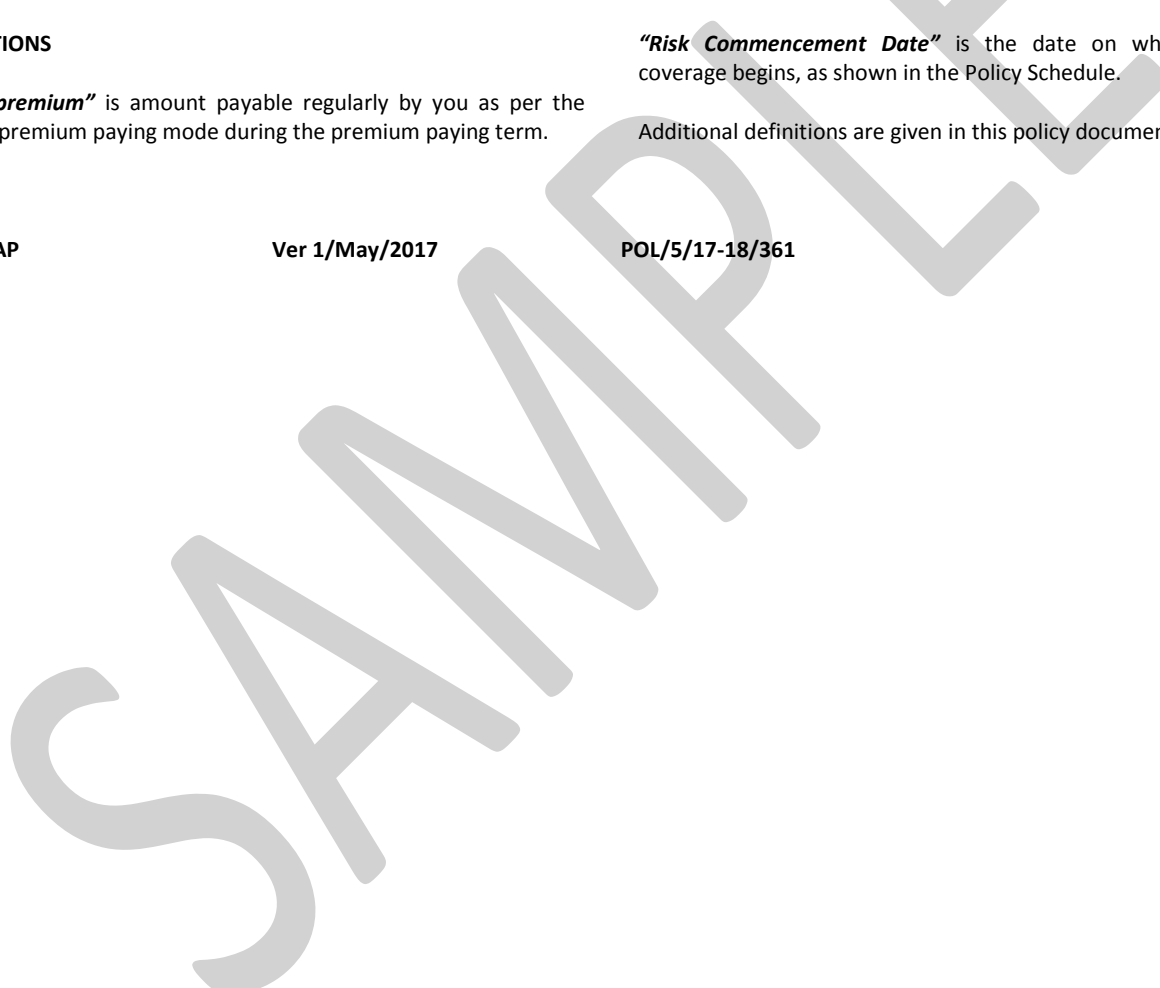 TIONS
premium” is amount payable regularly by you as per the
premium paying mode during the premium paying term.
“Risk Commencement Date” is the date on wh
coverage begins, as shown in the Policy Schedule.
Additional definitions are given in this policy documen
AP Ver 1/May/2017 POL/5/17-18/361
SAMPLE